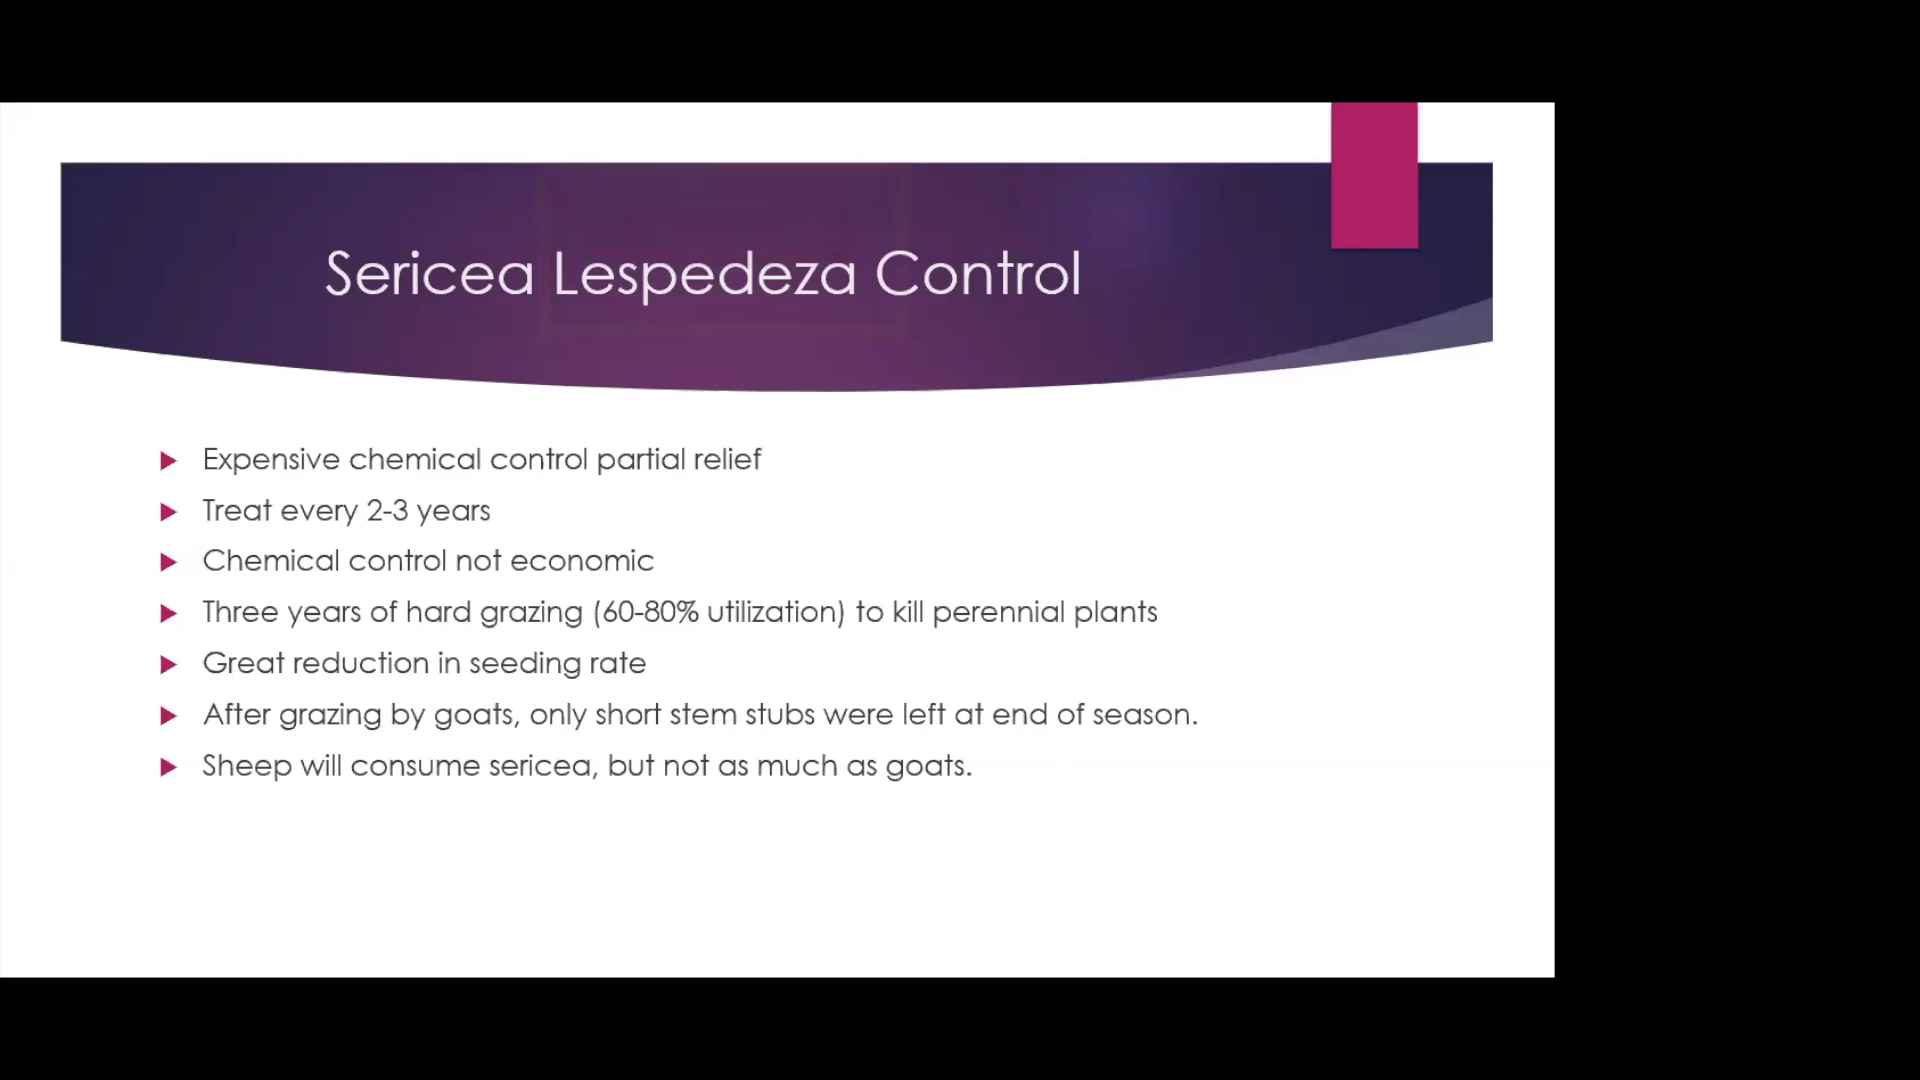 Sericea Lespedeza Control
Expensive chemical control partial relief
Treat every 2-3 years
Chemical control not economic
Three years of hard grazing (60-80% utilization) to kill perennial plants
Great reduction in seeding rate
After grazing by goats, only short stem stubs were left at end of season.
Sheep will consume sericea, but not as much as goats.